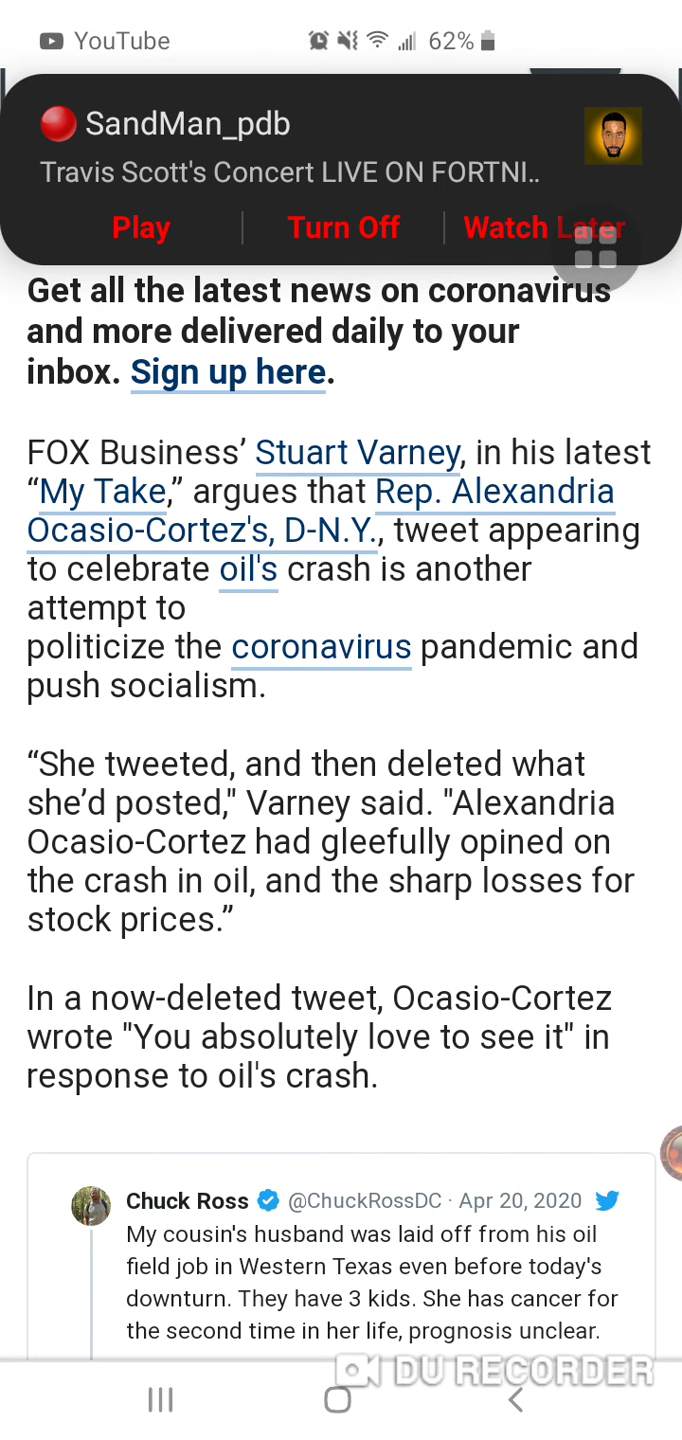 YouTube 62%
SandMan_pdb
Travis Scott's Concert LIVE ON FORTNI..
Play Turn Off Watch Later
Get all the latest news on coronavirus
and more delivered daily to your
inbox. Sign up here.
FOX Business’ Stuart Varney, in his latest
“My Take,” argues that Rep. Alexandria
Ocasio-Cortez's, D-N.Y., tweet appearing
to celebrate oil's crash is another
attempt to
politicize the coronavirus pandemic and
push socialism.
“She tweeted, and then deleted what
she’d posted," Varney said. "Alexandria
Ocasio-Cortez had gleefully opined on
the crash in oil, and the sharp losses for
stock prices.”
In a now-deleted tweet, Ocasio-Cortez
wrote "You absolutely love to see it" in
response to oil's crash.
Chuck Ross @ChuckRossDC · Apr 20, 2020
My cousin's husband was laid off from his oil
field job in Western Texas even before today's
downturn. They have 3 kids. She has cancer for
the second time in her life, prognosis unclear.
DU RECORDER